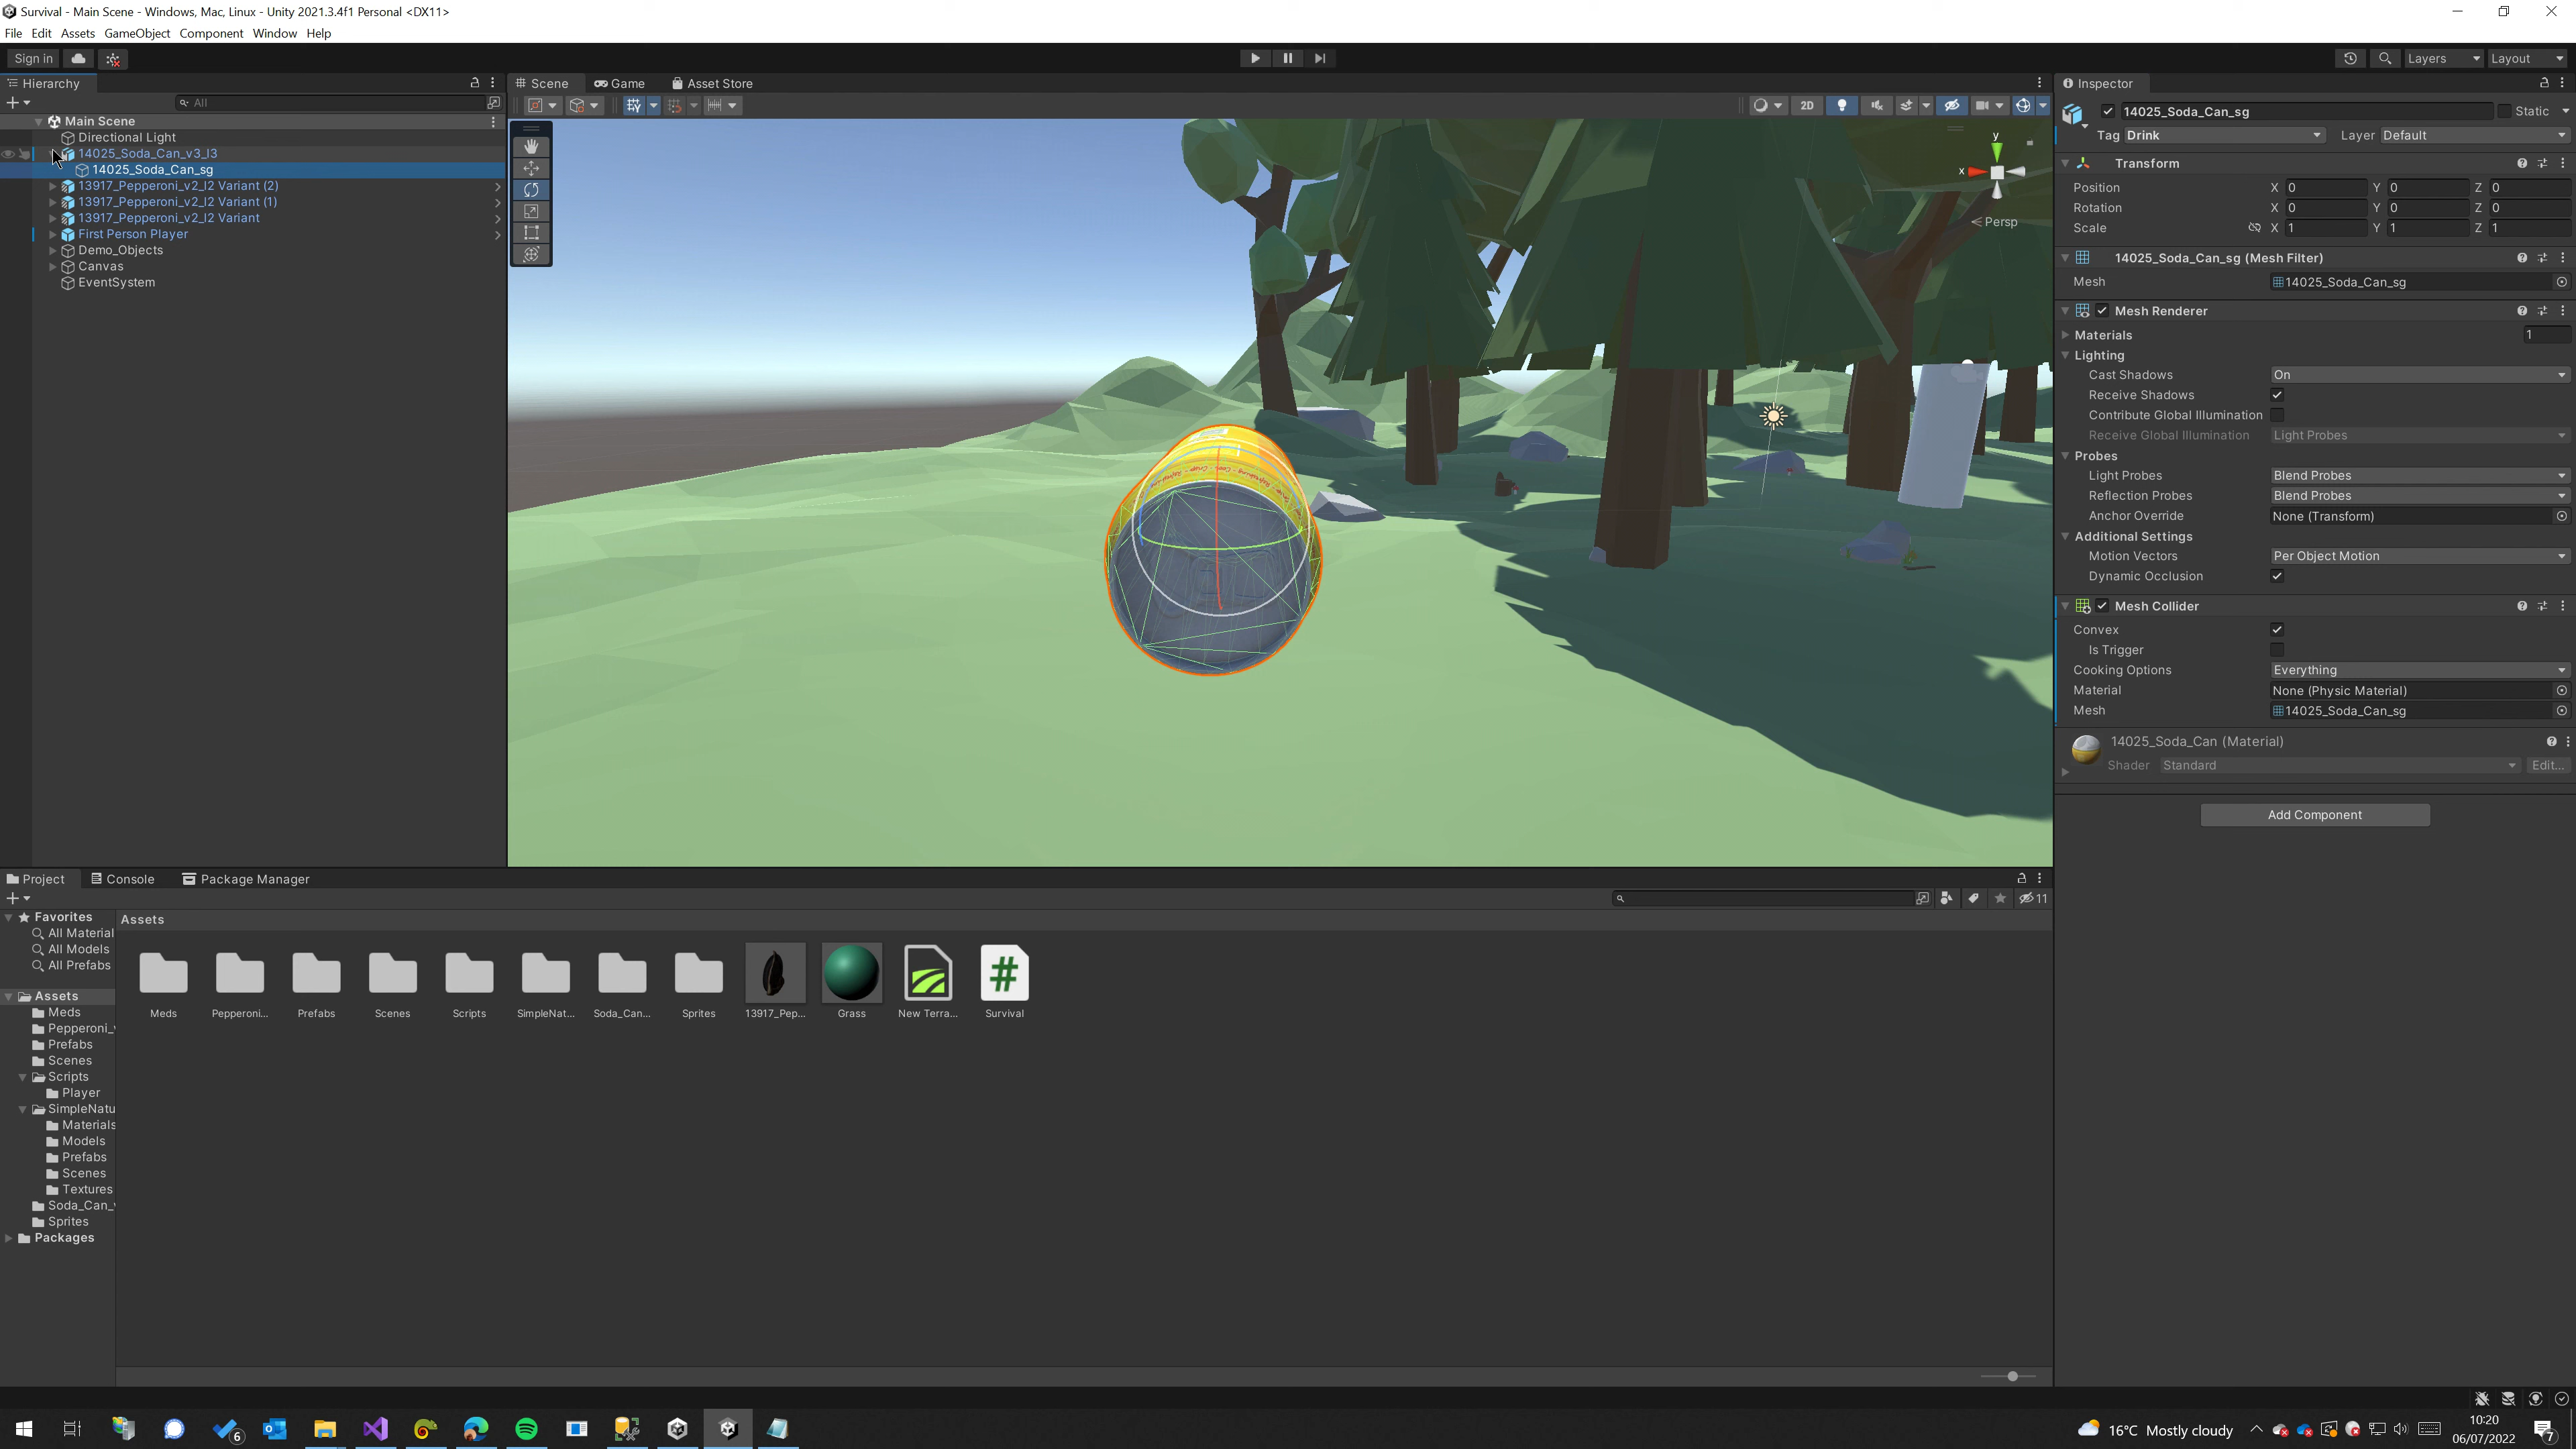 Survival - Main Scene - Windows, Mac, Linux - Unity 2021.3.4f1 Personal <DX11>
File Edit Assets GameObject Component Window Help
Sign in
Layers
Layout
Hierarchy
All
Main Scene
Directional Light
14025_Soda_Can_v3_l3
14025_Soda_Can_sg
13917_Pepperoni_v2_l2 Variant (2)
13917_Pepperoni_v2_l2 Variant (1)
13917_Pepperoni_v2_l2 Variant
First Person Player
Demo_Objects
Canvas
EventSystem
Scene Game Asset Store
2D
y
x
Persp
Inspector
14025_Soda_Can_sg Static
Tag Drink Layer Default
Transform
Position X 0 Y 0 Z 0
Rotation X 0 Y 0 Z 0
Scale X 1 Y 1 Z 1
14025_Soda_Can_sg (Mesh Filter)
Mesh 14025_Soda_Can_sg
Mesh Renderer
Materials 1
Lighting
Cast Shadows On
Receive Shadows
Contribute Global Illumination
Receive Global Illumination Light Probes
Probes
Light Probes Blend Probes
Reflection Probes Blend Probes
Anchor Override None (Transform)
Additional Settings
Motion Vectors Per Object Motion
Dynamic Occlusion
Mesh Collider
Convex
Is Trigger
Cooking Options Everything
Material None (Physic Material)
Mesh 14025_Soda_Can_sg
14025_Soda_Can (Material)
Shader Standard Edit...
Add Component
Project Console Package Manager
11
Favorites
All Material
All Models
All Prefabs
Assets
Meds
Pepperoni_v
Prefabs
Scenes
Scripts
Player
SimpleNatu
Materials
Models
Prefabs
Scenes
Textures
Soda_Can_v
Sprites
Packages
Assets
Meds Pepperoni... Prefabs Scenes Scripts SimpleNat... Soda_Can... Sprites 13917_Pep... Grass New Terra... Survival
6
16°C Mostly cloudy
10:20
06/07/2022
7